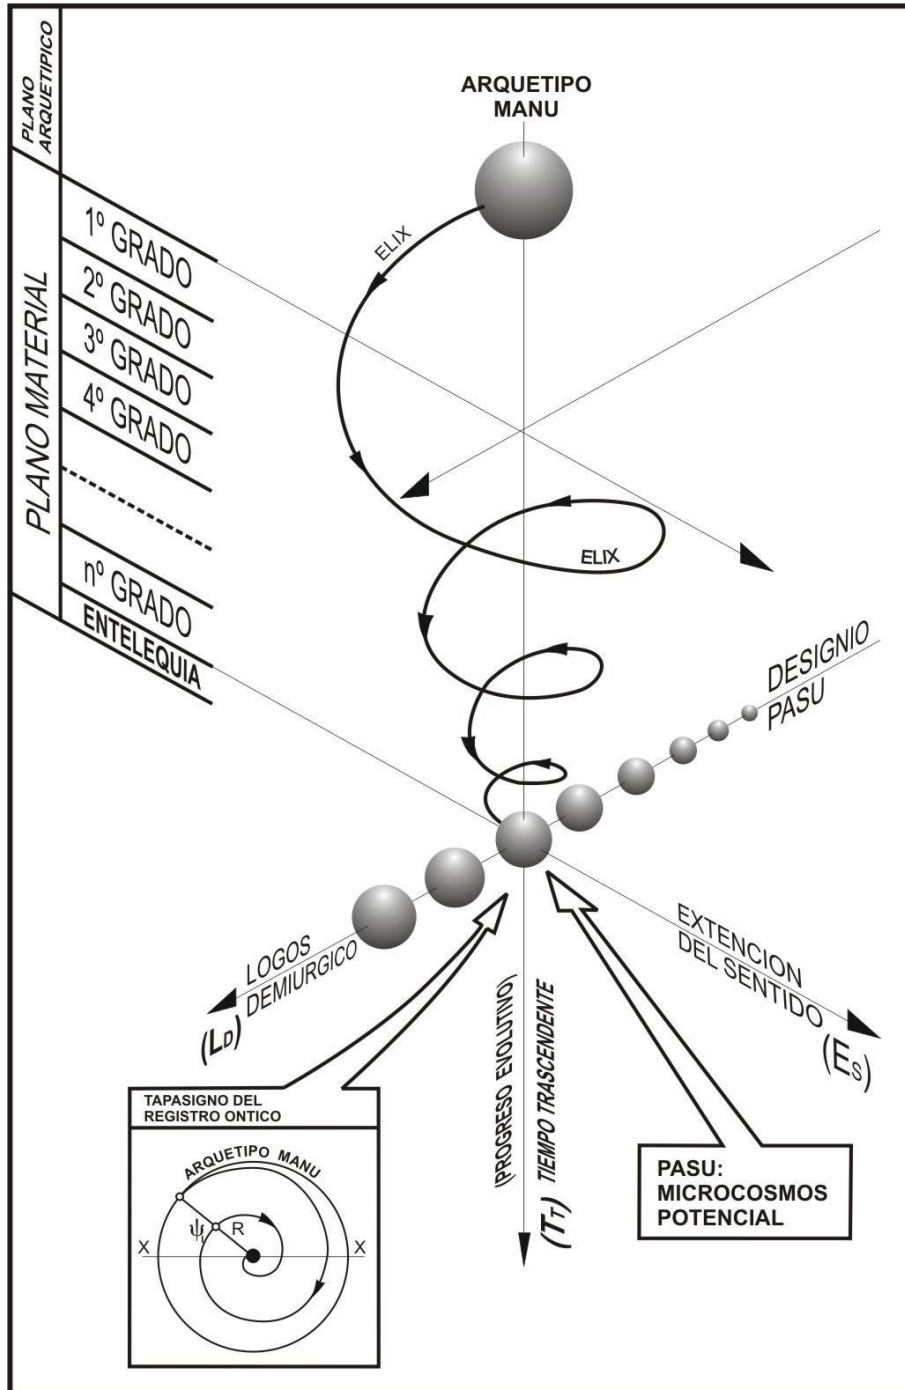 PLANO
ARQUETIPICO
PLANO MATERIAL
1º GRADO
2º GRADO
3º GRADO
4º GRADO
nº GRADO
ENTELEQUIA
ARQUETIPO
MANU
ELIX
ELIX
DESIGNIO
PASU
LOGOS
DEMIURGICO
(LD)
EXTENCION
DEL SENTIDO
(ES)
(PROGRESO EVOLUTIVO)
TIEMPO TRASCENDENTE
(TT)
TAPASIGNO DEL
REGISTRO ONTICO
ARQUETIPO MANU
ψ R
X X
PASU:
MICROCOSMOS
POTENCIAL